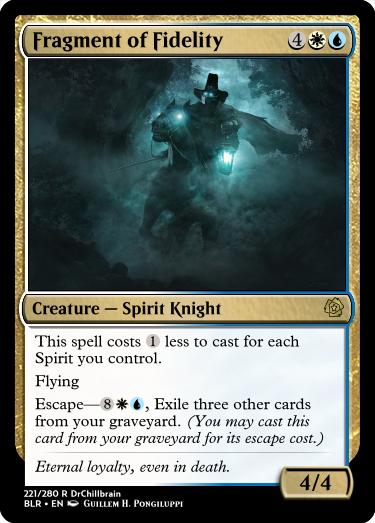 Fragment of Fidelity 4
Creature — Spirit Knight
This spell costs 1 less to cast for each
Spirit you control.
Flying
Escape—8, Exile three other cards
from your graveyard. (You may cast this
card from your graveyard for its escape cost.)
Eternal loyalty, even in death.
4/4
221/280 R DrChillbrain
BLR • EN Guillem H. Pongiluppi